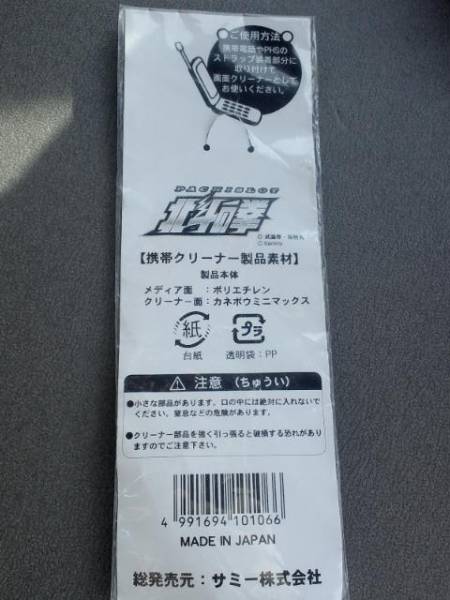 ご使用方法
携帯電話やPHSの
ストラップ装着部分に
取り付けて
画面クリーナーとして
お使いください。
PACHISLOT
北斗の拳
© 武論尊・原哲夫
© Sammy
【携帯クリーナー製品素材】
製品本体
メディア面 : ポリエチレン
クリーナー面 : カネボウミニマックス
紙
プラ
台紙
透明袋 : PP
注意 (ちゅうい)
●小さな部品があります。口の中には絶対に入れないで
ください。窒息などの危険があります。
●クリーナー部品を強く引っ張ると破損する恐れがあり
ますのでご注意下さい。
4 991694 101066
MADE IN JAPAN
総発売元 : サミー株式会社